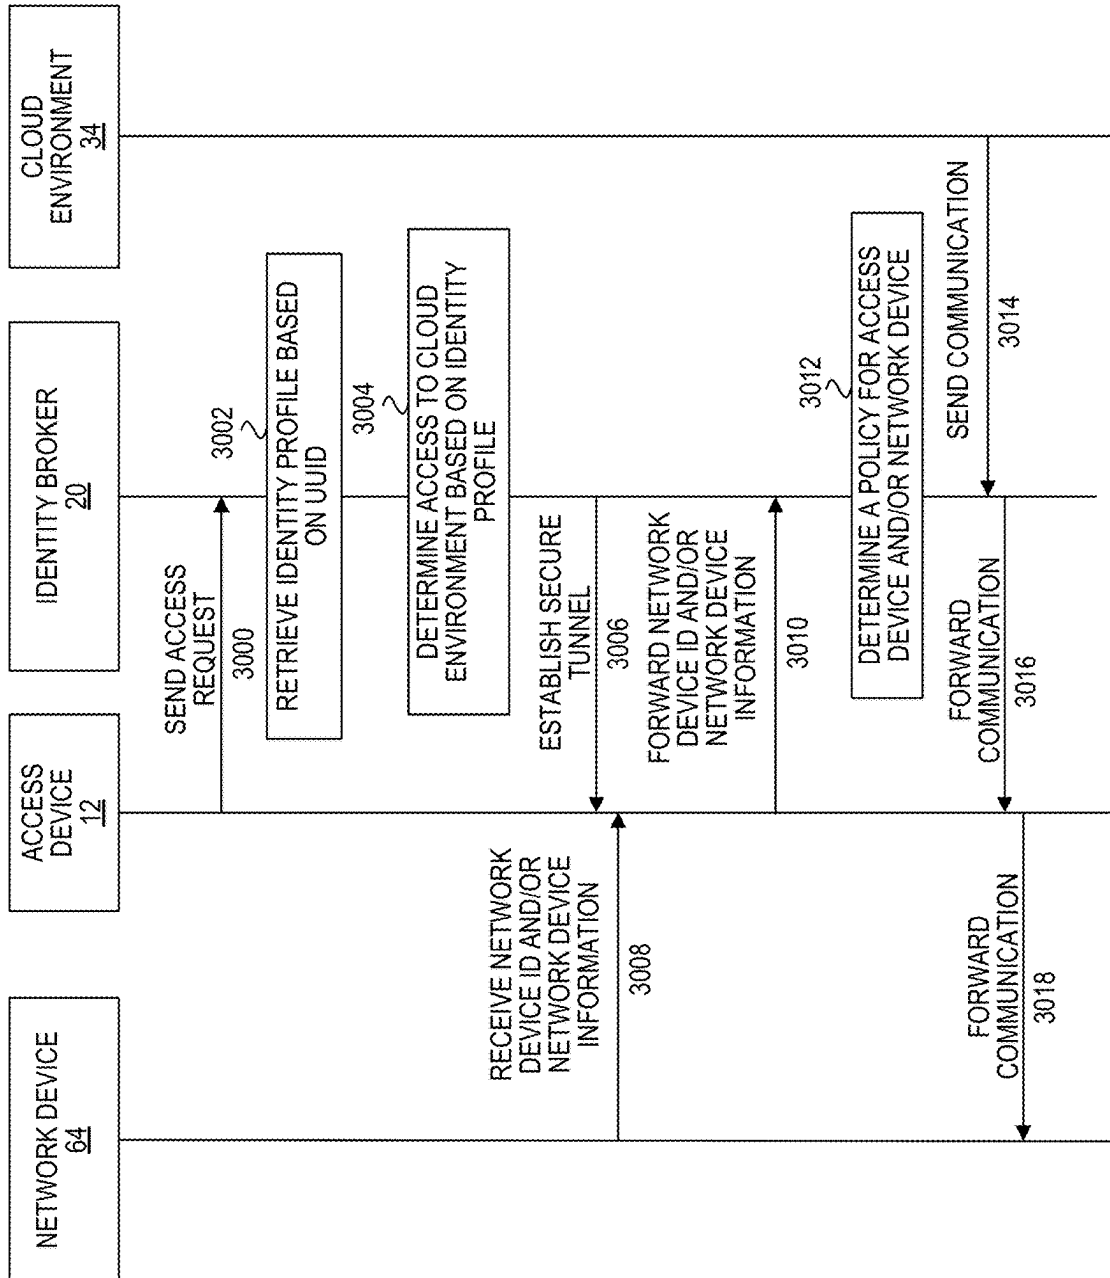 NETWORK DEVICE
64
ACCESS
DEVICE
12
IDENTITY BROKER
20
CLOUD
ENVIRONMENT
34
SEND ACCESS
REQUEST
3000
3002
RETRIEVE IDENTITY PROFILE BASED
ON UUID
3004
DETERMINE ACCESS TO CLOUD
ENVIRONMENT BASED ON IDENTITY
PROFILE
ESTABLISH SECURE
TUNNEL
3006
RECEIVE NETWORK
DEVICE ID AND/OR
NETWORK DEVICE
INFORMATION
3008
FORWARD NETWORK
DEVICE ID AND/OR
NETWORK DEVICE
INFORMATION
3010
3012
DETERMINE A POLICY FOR ACCESS
DEVICE AND/OR NETWORK DEVICE
SEND COMMUNICATION
3014
FORWARD
COMMUNICATION
3016
FORWARD
COMMUNICATION
3018